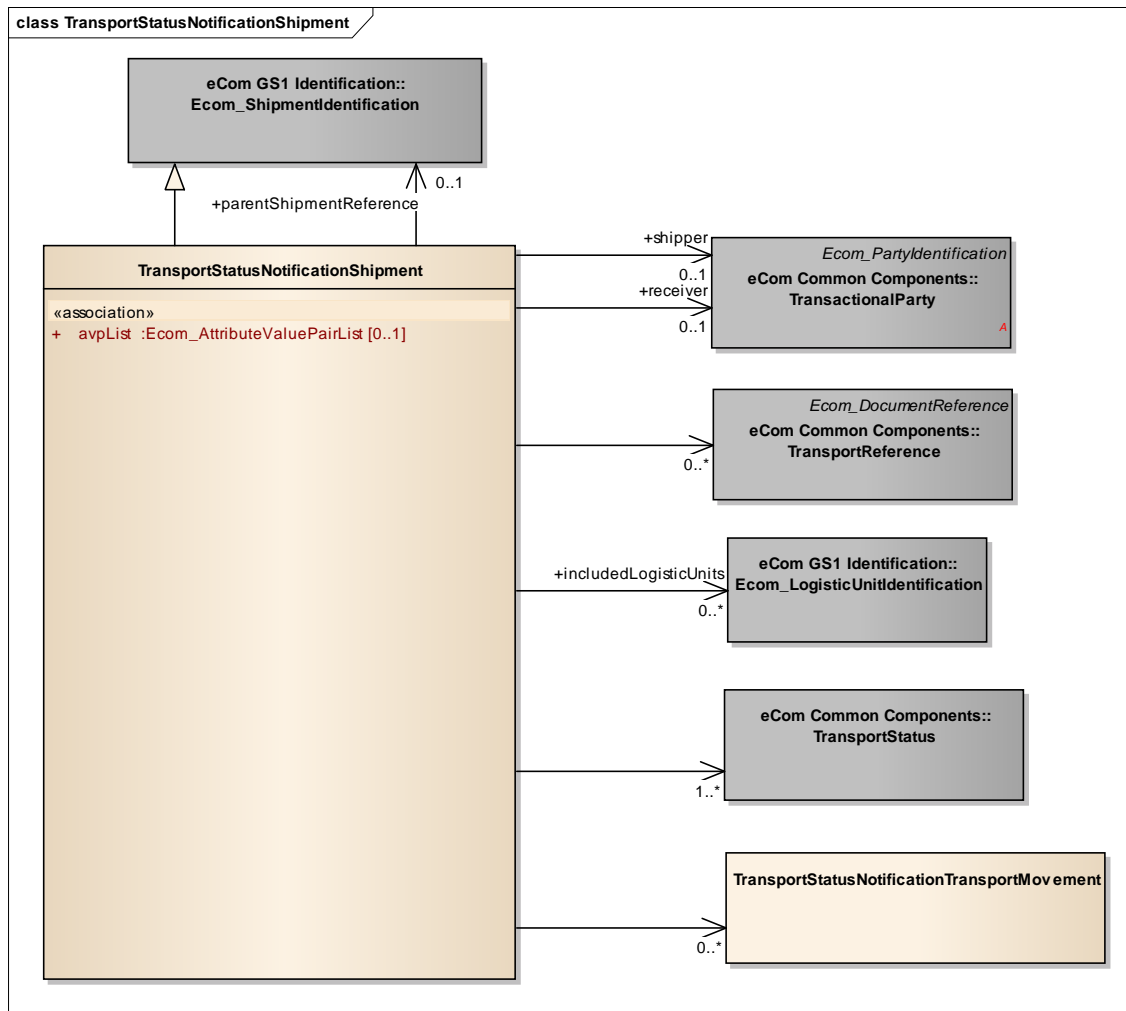 class TransportStatusNotificationShipment
eCom GS1 Identification::
Ecom_ShipmentIdentification
0..1
+parentShipmentReference
TransportStatusNotificationShipment
«association»
+ avpList :Ecom_AttributeValuePairList [0..1]
+shipper
0..1
+receiver
0..1
Ecom_PartyIdentification
eCom Common Components::
TransactionalParty
A
Ecom_DocumentReference
eCom Common Components::
TransportReference
0..*
+includedLogisticUnits
0..*
eCom GS1 Identification::
Ecom_LogisticUnitIdentification
eCom Common Components::
TransportStatus
1..*
TransportStatusNotificationTransportMovement
0..*